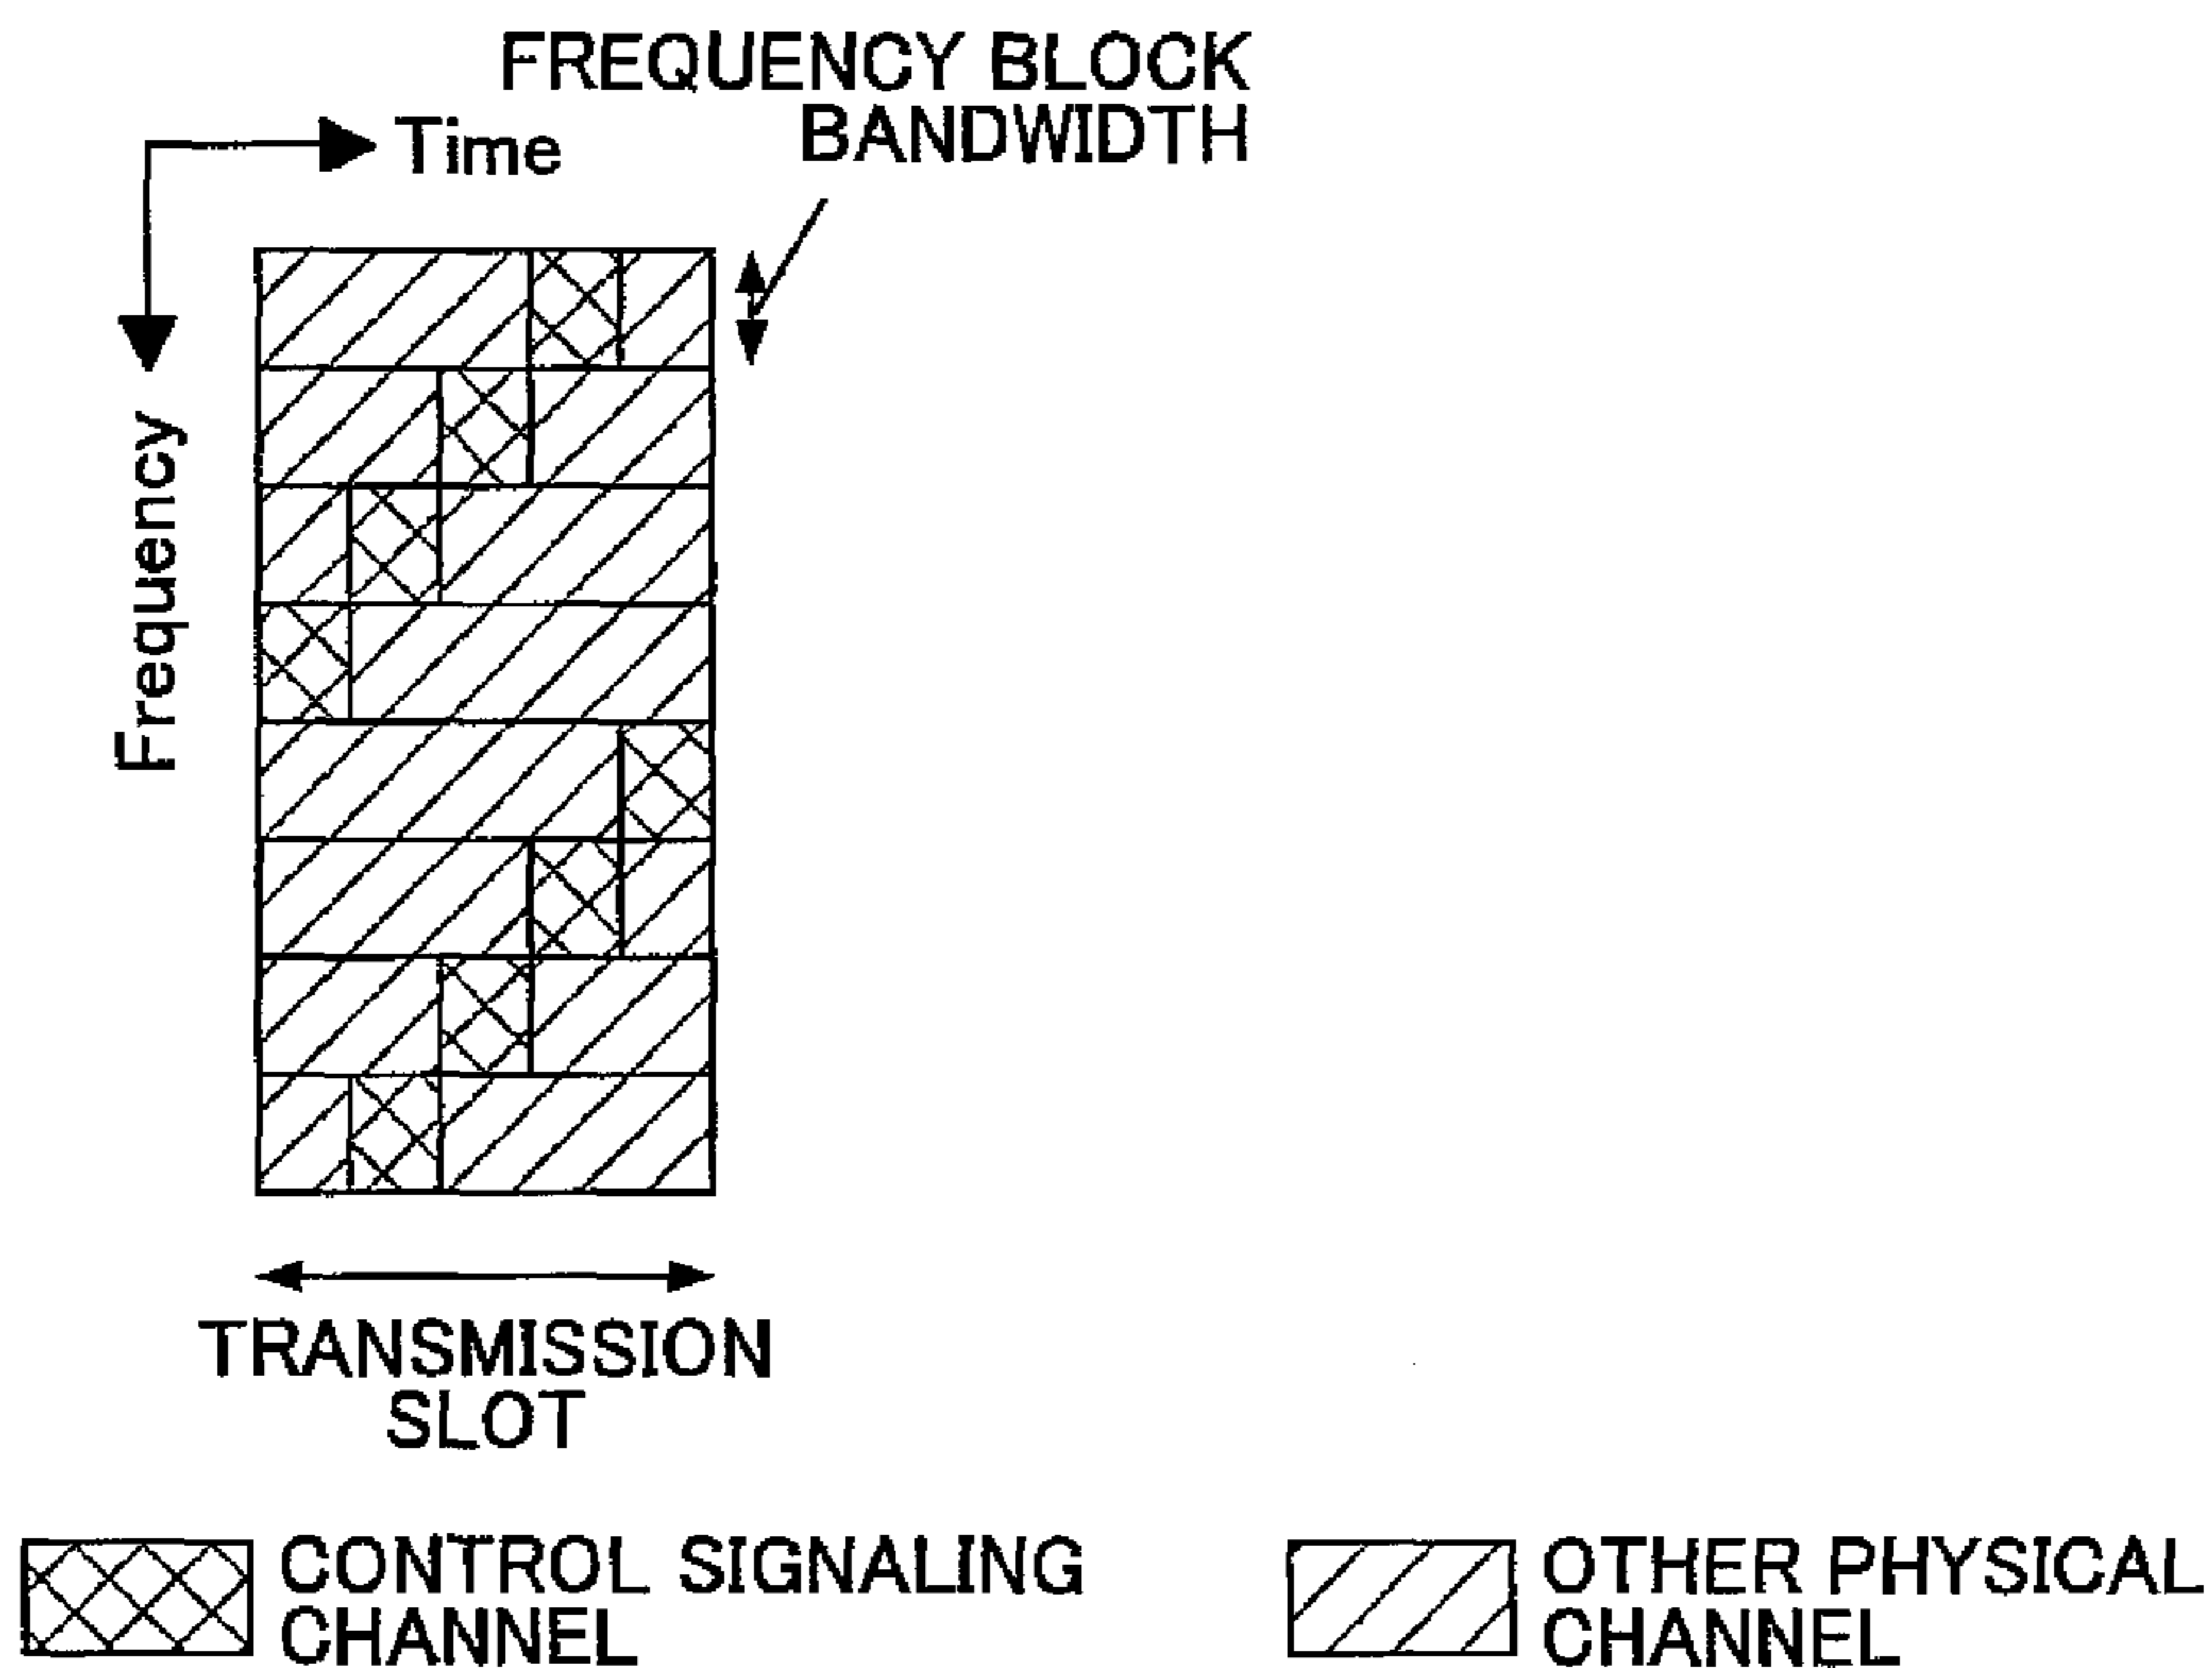 FREQUENCY BLOCK
BANDWIDTH
Time
Frequency
TRANSMISSION
SLOT
CONTROL SIGNALING
CHANNEL
OTHER PHYSICAL
CHANNEL